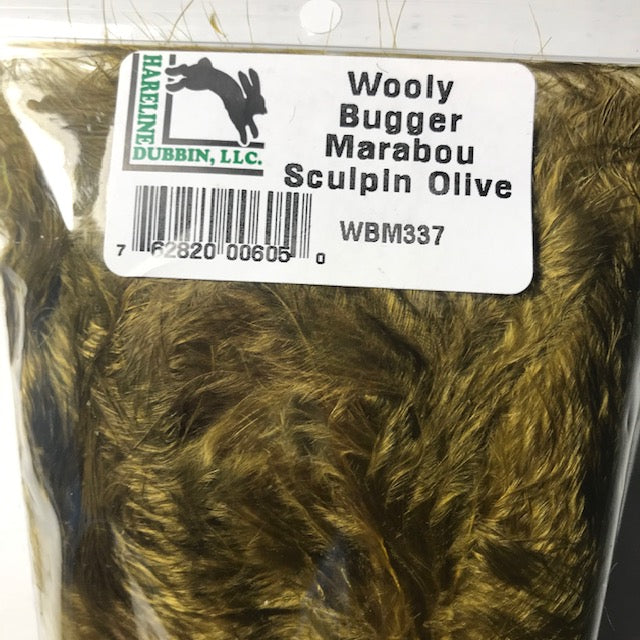 HARELINE
DUBBIN, LLC.
Wooly
Bugger
Marabou
Sculpin Olive
WBM337
7 62820 00605 0